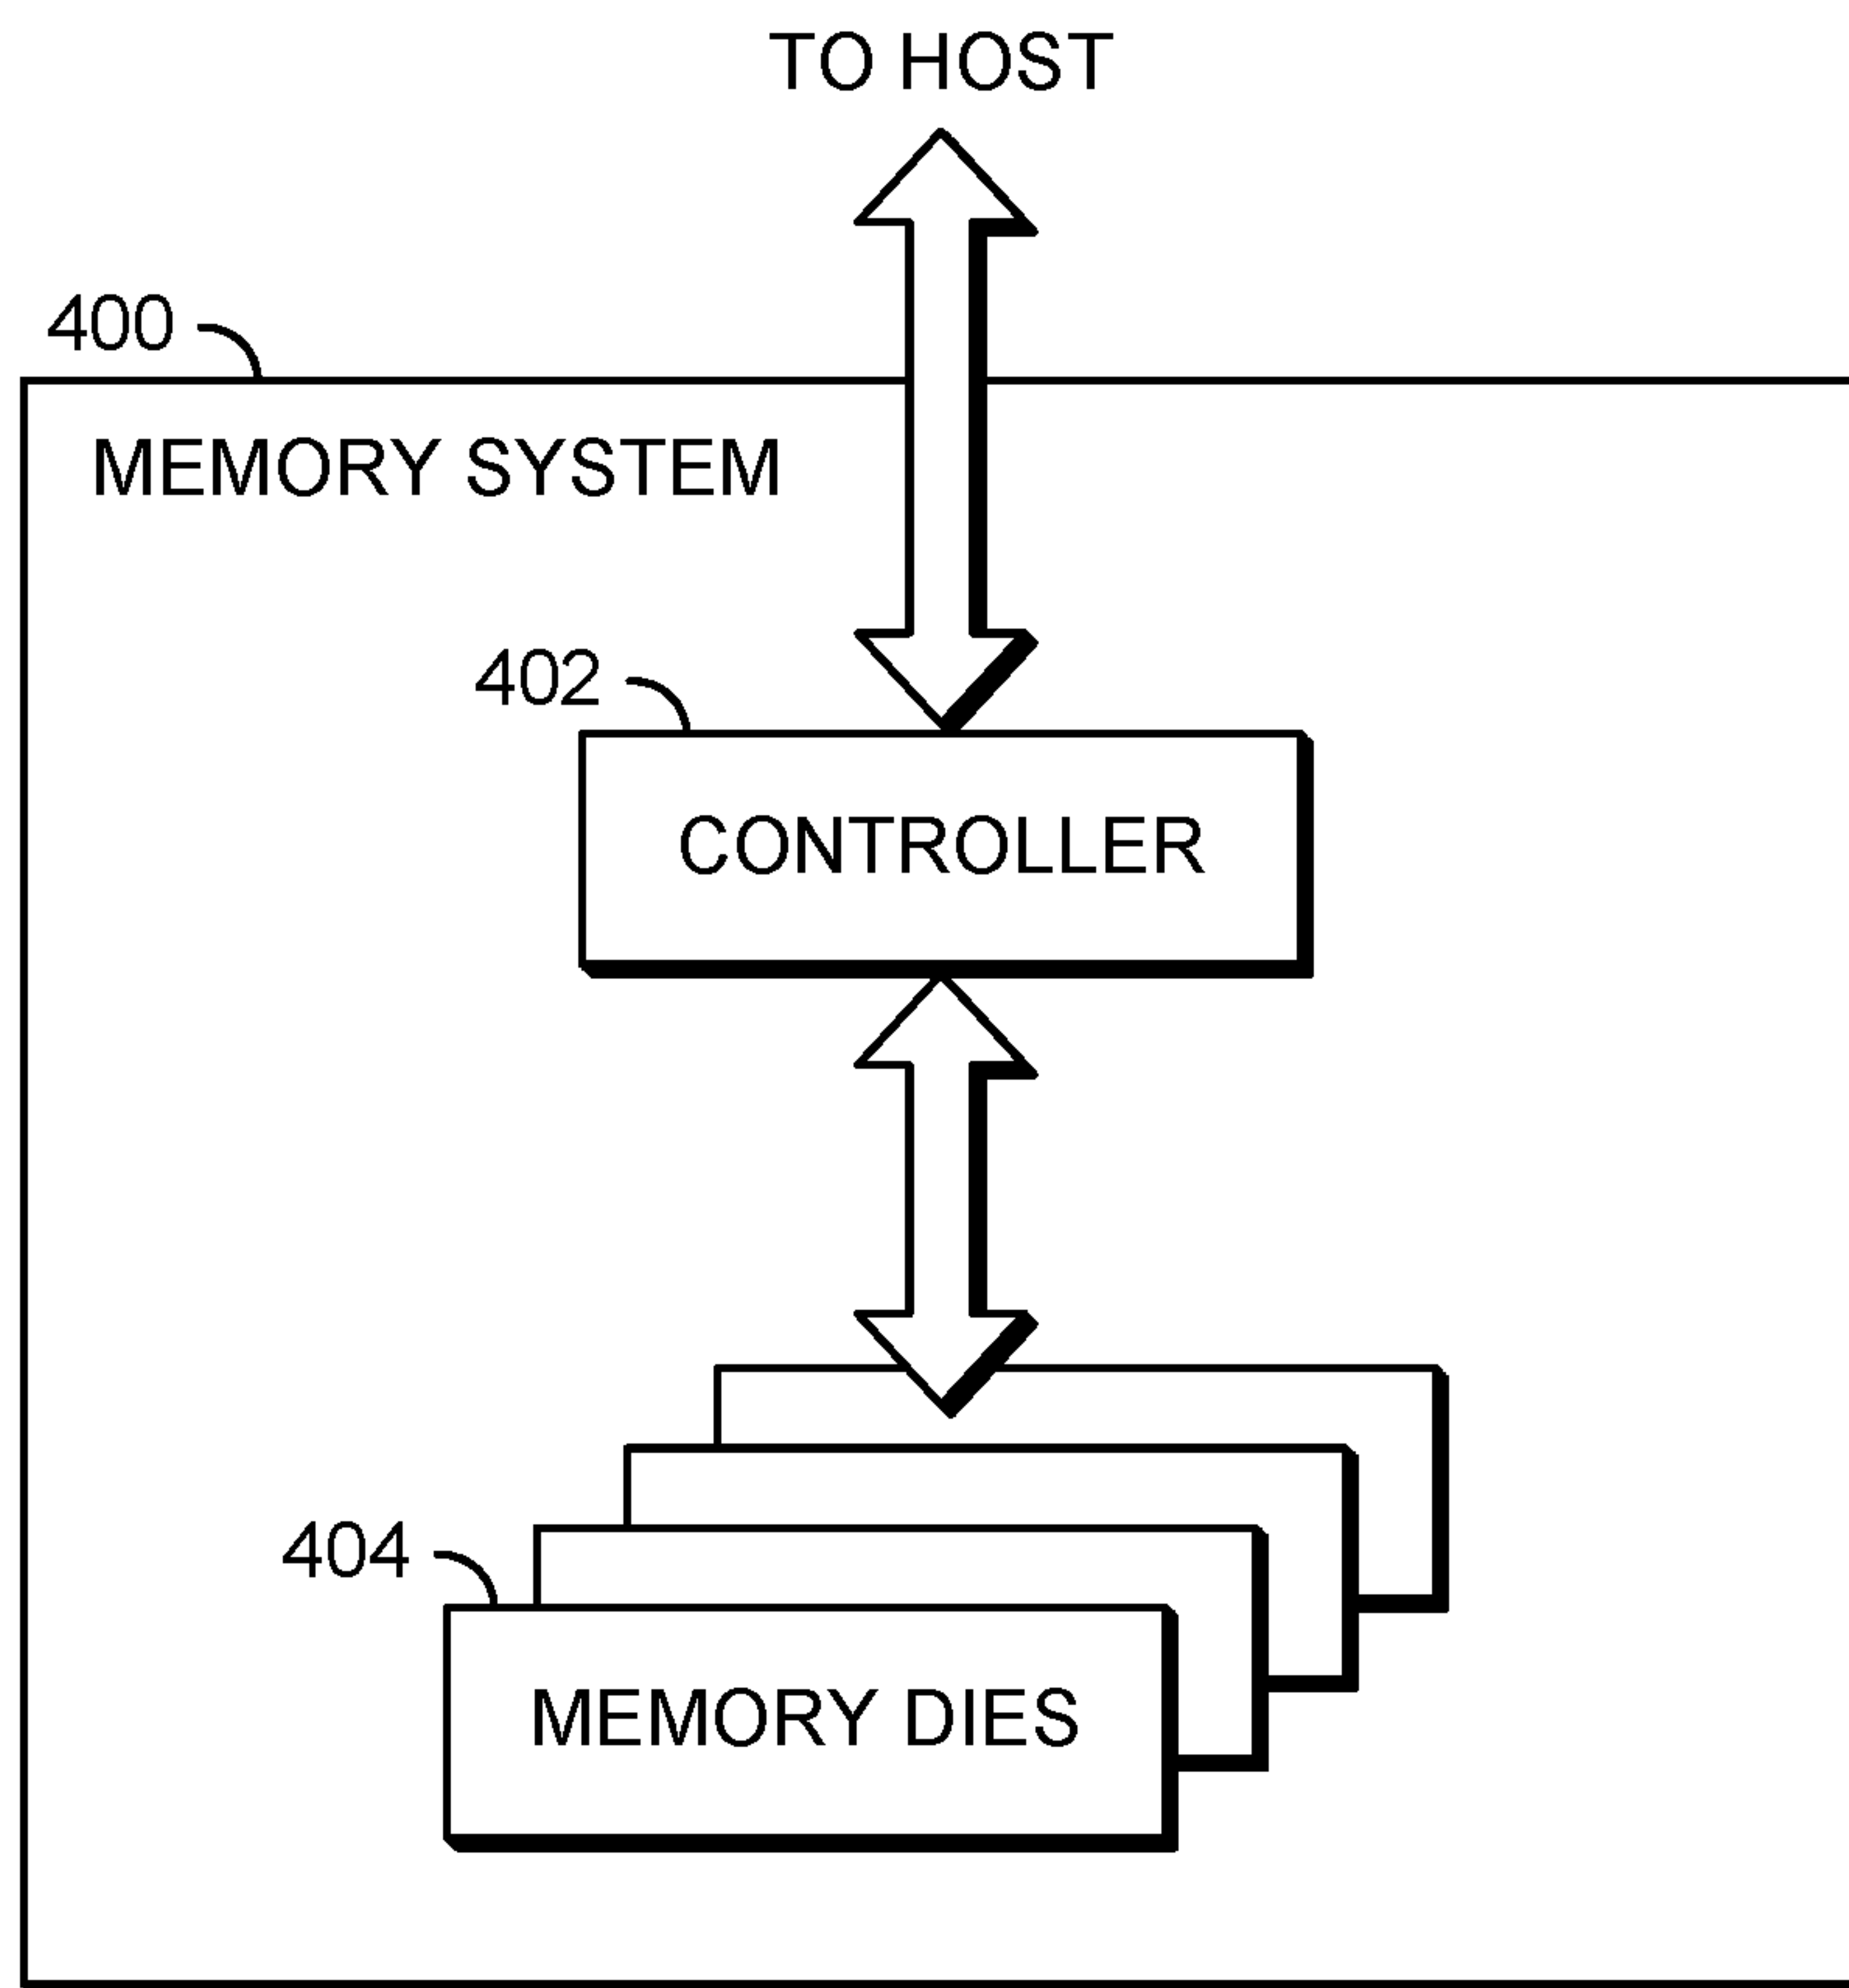 TO HOST
400
MEMORY SYSTEM
402
CONTROLLER
404
MEMORY DIES